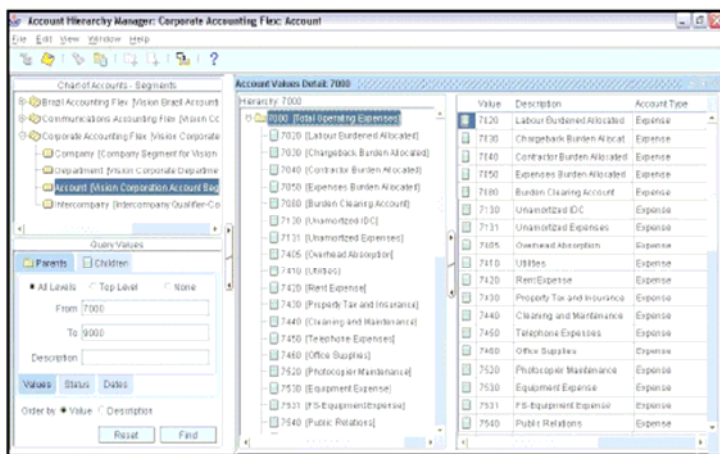 Account Hierarchy Manager: Corporate Accounting Flex: Account
File Edit View Window Help
Chart of Accounts - Segments
Brazil Accounting Flex [Vision Brazil Account
Communications Accounting Flex [Vision Cc
Corporate Accounting Flex [Vision Corporate
Company [Company Segment for Vision
Department [Vision Corporate Departme
Account [Vision Corporation Account Seg
Intercompany [Intercompany Qualifier-Co
Query Values
Parents Children
All Levels Top Level None
From 7000
To 9000
Description
Values Status Dates
Order by Value Description
Reset Find
Account Values Detail: 7000
Hierarchy 7000
7000 [Total Operating Expenses]
7020 [Labour Burdened Allocated]
7030 [Chargeback Burden Allocated]
7040 [Contractor Burden Allocated]
7050 [Expenses Burden Allocated]
7080 [Burden Clearing Account]
7130 [Unamortized IDC]
7131 [Unamortized Expenses]
7405 [Overhead Absorption]
7410 [Utilities]
7420 [Rent Expense]
7430 [Property Tax and Insurance]
7440 [Cleaning and Maintenance]
7450 [Telephone Expenses]
7460 [Office Supplies]
7520 [Photocopier Maintenance]
7530 [Equipment Expense]
7531 [FS-Equipment Expense]
7540 [Public Relations]
Value Description Account Type
7020 Labour Burdened Allocated Expense
7030 Chargeback Burden Allocat Expense
7040 Contractor Burden Allocated Expense
7050 Expenses Burden Allocated Expense
7080 Burden Clearing Account Expense
7130 Unamortized IDC Expense
7131 Unamortized Expenses Expense
7405 Overhead Absorption Expense
7410 Utilities Expense
7420 Rent Expense Expense
7430 Property Tax and Insurance Expense
7440 Cleaning and Maintenance Expense
7450 Telephone Expenses Expense
7460 Office Supplies Expense
7520 Photocopier Maintenance Expense
7530 Equipment Expense Expense
7531 FS-Equipment Expense Expense
7540 Public Relations Expense